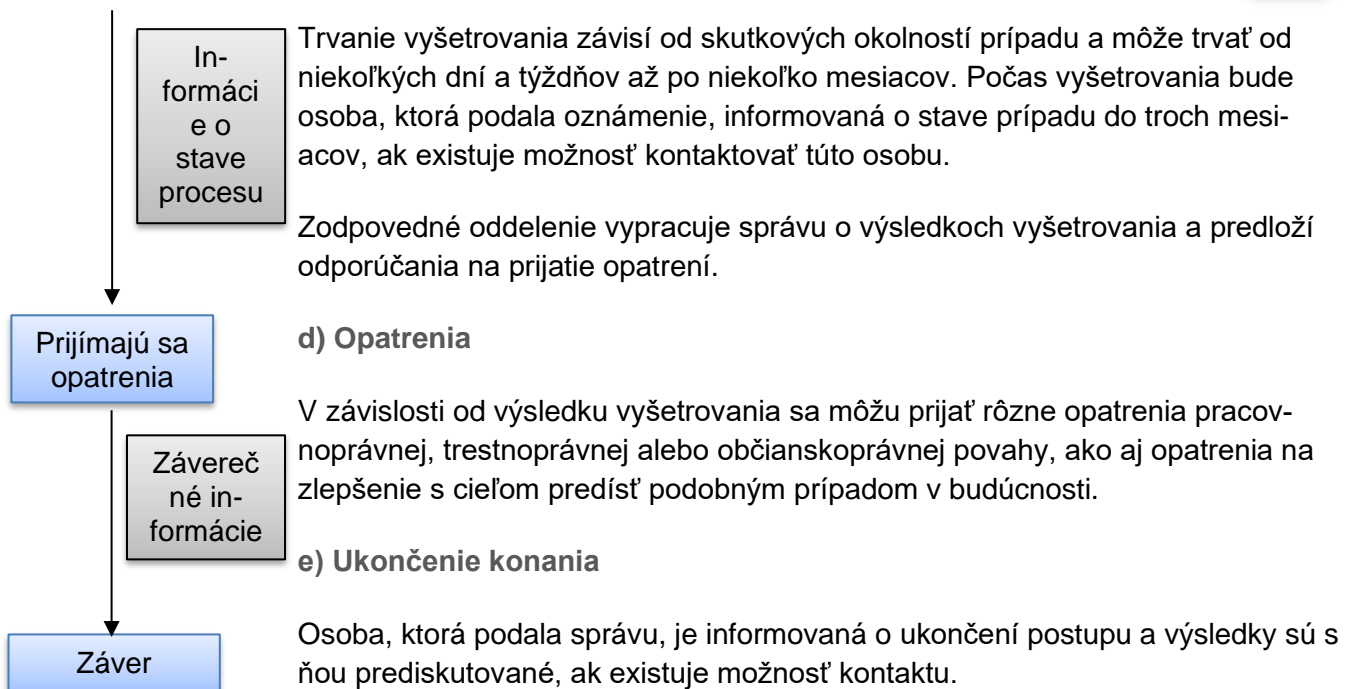 In-
formáci
e o
stave
procesu
Trvanie vyšetrovania závisí od skutkových okolností prípadu a môže trvať od
niekoľkých dní a týždňov až po niekoľko mesiacov. Počas vyšetrovania bude
osoba, ktorá podala oznámenie, informovaná o stave prípadu do troch mesi-
acov, ak existuje možnosť kontaktovať túto osobu.
Zodpovedné oddelenie vypracuje správu o výsledkoch vyšetrovania a predloží
odporúčania na prijatie opatrení.
Prijímajú sa
opatrenia
d) Opatrenia
V závislosti od výsledku vyšetrovania sa môžu prijať rôzne opatrenia pracov-
noprávnej, trestnoprávnej alebo občianskoprávnej povahy, ako aj opatrenia na
zlepšenie s cieľom predísť podobným prípadom v budúcnosti.
Závereč
né in-
formácie
e) Ukončenie konania
Záver
Osoba, ktorá podala správu, je informovaná o ukončení postupu a výsledky sú s
ňou prediskutované, ak existuje možnosť kontaktu.